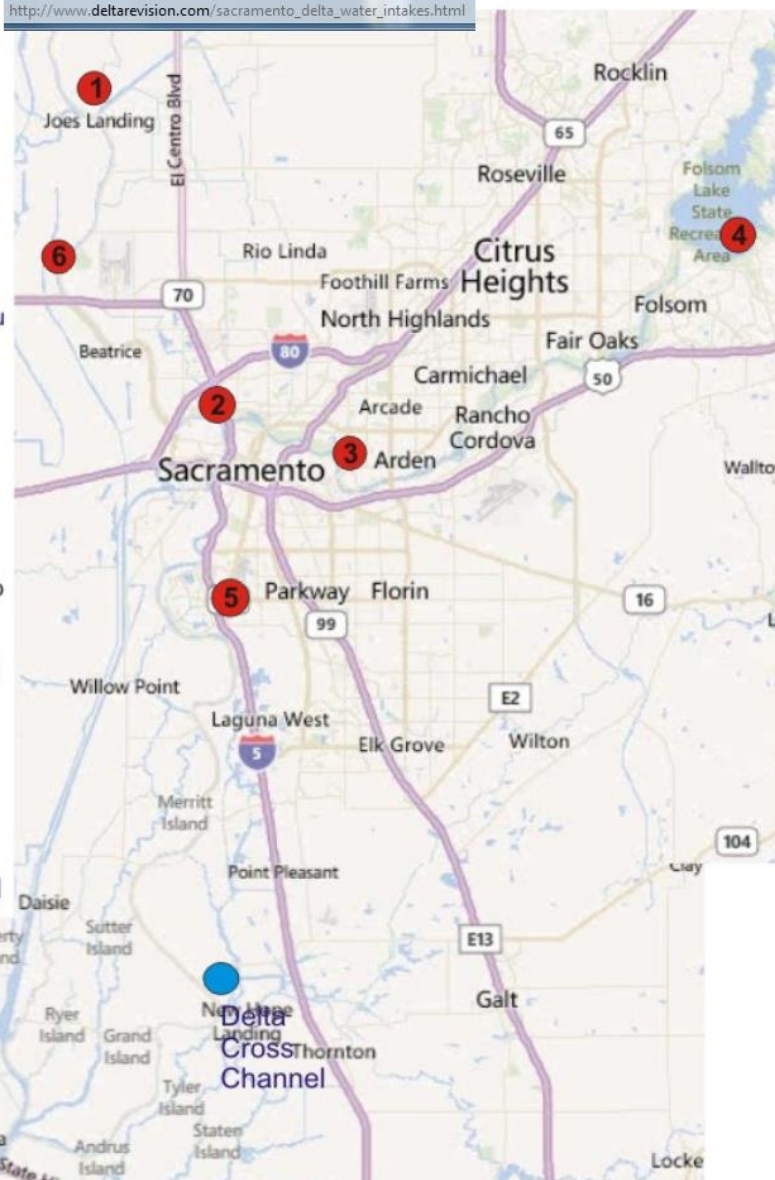 http://www.deltarevision.com/sacramento_delta_water_intakes.html
Rocklin
1
Joes Landing
El Centro Blvd
65
Roseville
Folsom
Lake
State
Recrea
Area
4
6
Rio Linda
Citrus
Heights
Foothill Farms
70
North Highlands
Folsom
Fair Oaks
Beatrice
80
Carmichael
50
2
Arcade
Rancho
Cordova
3
Arden
Sacramento
Wallto
5
Parkway
Florin
16
99
Willow Point
E2
Laguna West
5
Elk Grove
Wilton
Merritt
Island
104
Clay
Point Pleasant
Daisie
Sutter
Island
E13
Ryer
Island
Grand
Island
New Hope
Landing
Delta
Cross
Channel
Galt
Thornton
Tyler
Island
Staten
Island
Andrus
Island
Locke
State